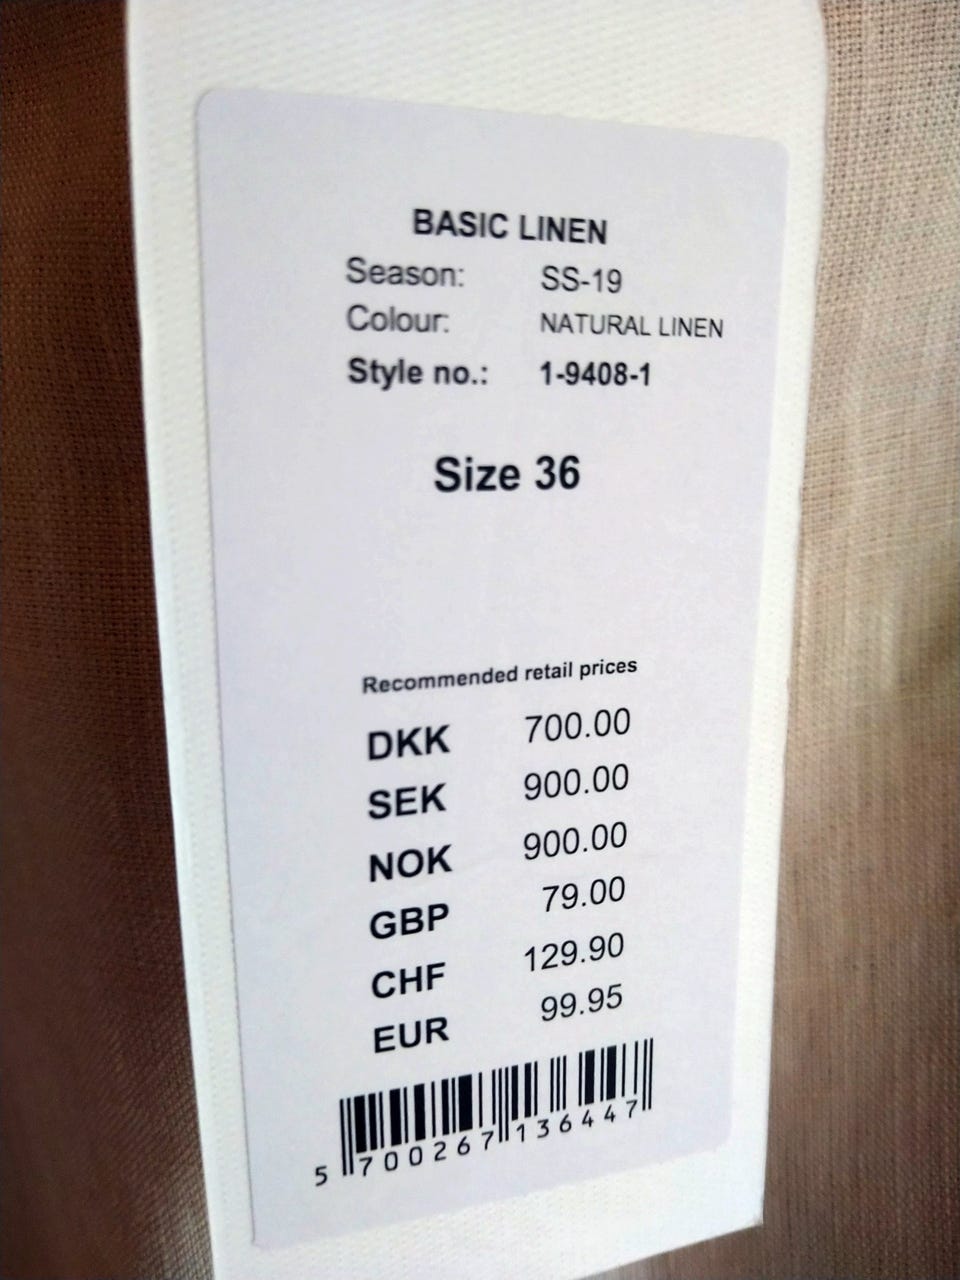 BASIC LINEN
Season: SS-19
Colour: NATURAL LINEN
Style no.: 1-9408-1
Size 36
Recommended retail prices
DKK 700.00
SEK 900.00
NOK 900.00
GBP 79.00
CHF 129.90
EUR 99.95
5 700267 136447